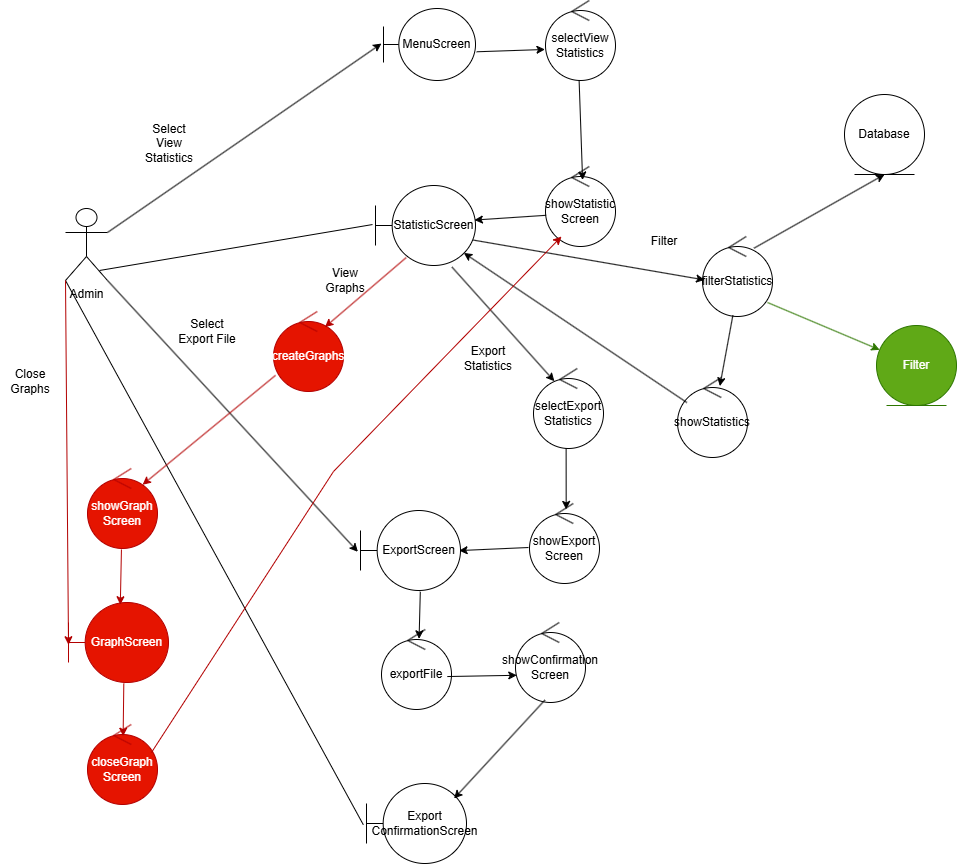 MenuScreen
selectView
Statistics
Select
View
Statistics
Database
showStatistic
Screen
StatisticScreen
Filter
filterStatistics
Admin
View
Graphs
Select
Export File
createGraphs
Export
Statistics
Filter
Close
Graphs
selectExport
Statistics
showStatistics
showGraph
Screen
ExportScreen
showExport
Screen
GraphScreen
exportFile
showConfirmation
Screen
closeGraph
Screen
Export
ConfirmationScreen